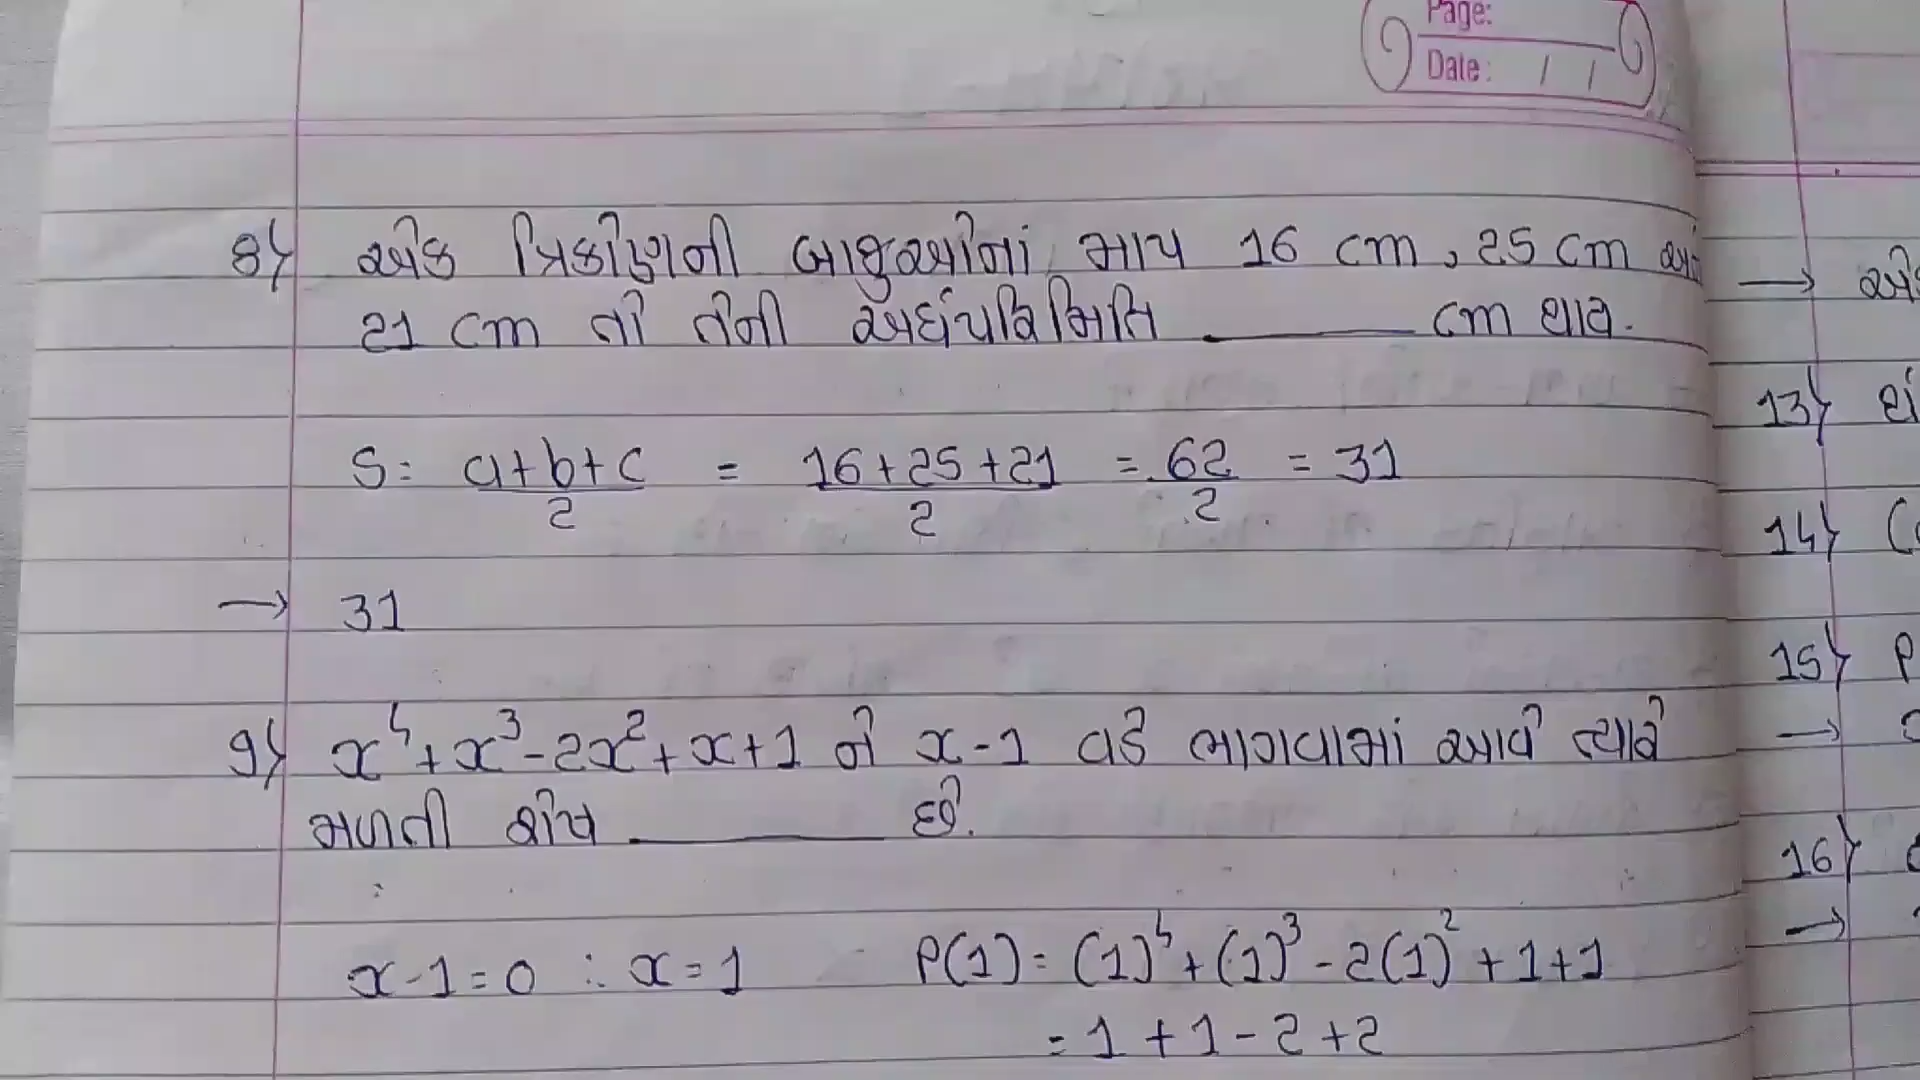 Page:
Date: / /
8} એક ત્રિકોણની બાજુઓનાં માપ 16 cm, 25 cm અને
21 cm તો તેની અર્ધપરિમિતિ ______ cm થાય.
S = a+b+c/2 = 16+25+21/2 = 62/2 = 31
→ 31
9} x⁴+x³-2x²+x+1 ને x-1 વડે ભાગવામાં આવે ત્યારે
મળતી શેષ ______ છે.
x-1=0 ∴ x=1 P(1) = (1)⁴+(1)³-2(1)²+1+1
= 1+1-2+2
→
13}
14}
15} P
→
16}
→